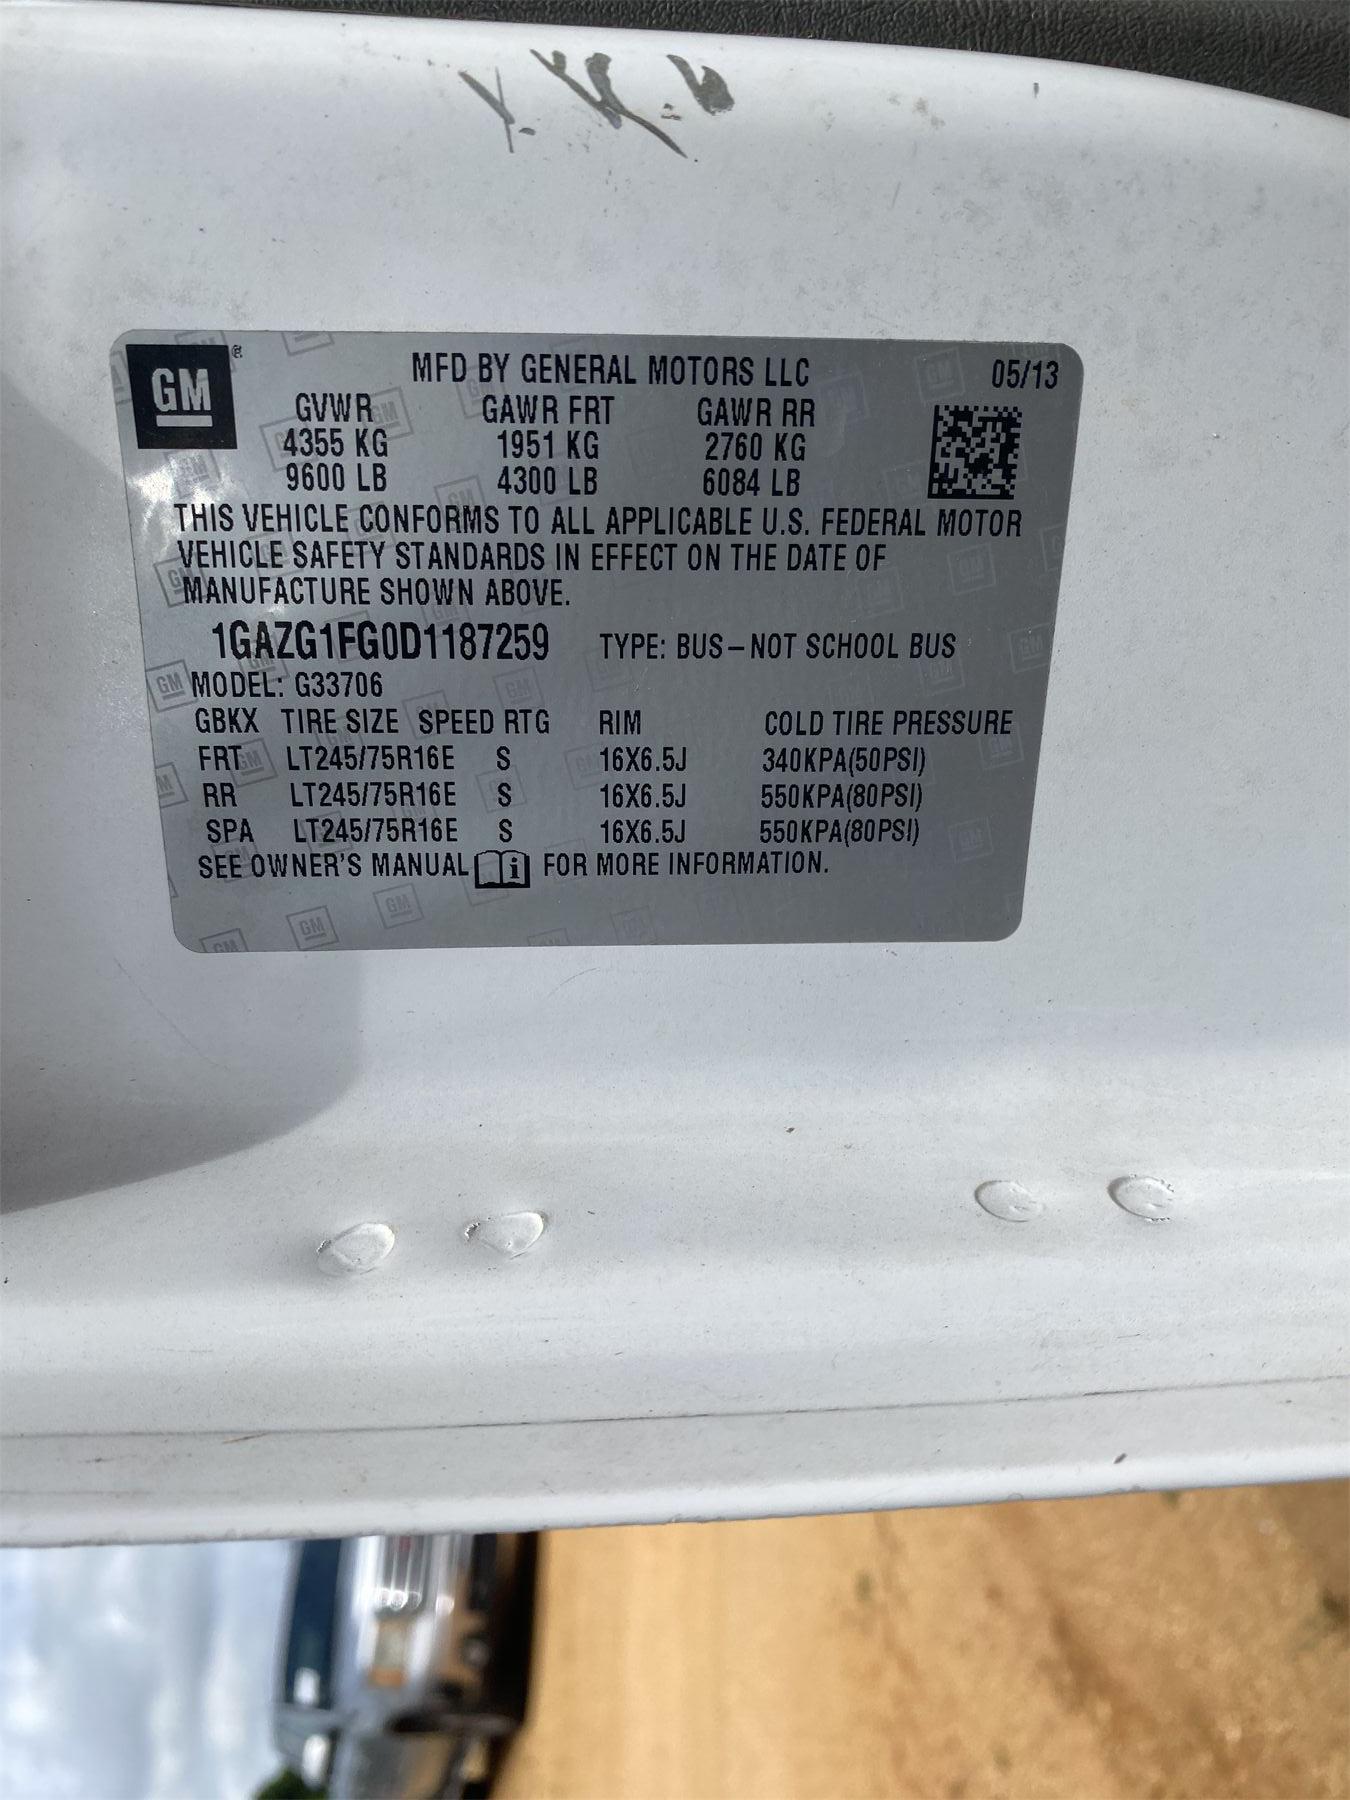 GM
MFD BY GENERAL MOTORS LLC 05/13
GVWR GAWR FRT GAWR RR
4355 KG 1951 KG 2760 KG
9600 LB 4300 LB 6084 LB
THIS VEHICLE CONFORMS TO ALL APPLICABLE U.S. FEDERAL MOTOR
VEHICLE SAFETY STANDARDS IN EFFECT ON THE DATE OF
MANUFACTURE SHOWN ABOVE.
1GAZG1FG0D1187259 TYPE: BUS–NOT SCHOOL BUS
MODEL: G33706
GBKX TIRE SIZE SPEED RTG RIM COLD TIRE PRESSURE
FRT LT245/75R16E S 16X6.5J 340KPA(50PSI)
RR LT245/75R16E S 16X6.5J 550KPA(80PSI)
SPA LT245/75R16E S 16X6.5J 550KPA(80PSI)
SEE OWNER'S MANUAL i FOR MORE INFORMATION.